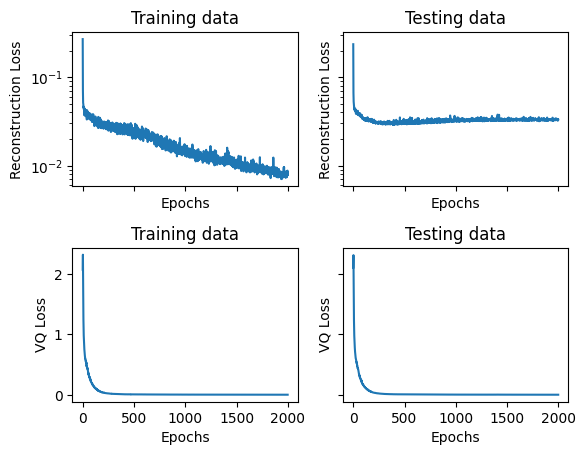 Training data
Testing data
Reconstruction Loss
10⁻¹
10⁻²
Epochs
Reconstruction Loss
Epochs
Training data
Testing data
VQ Loss
2
1
0
0 500 1000 1500 2000
Epochs
VQ Loss
0 500 1000 1500 2000
Epochs